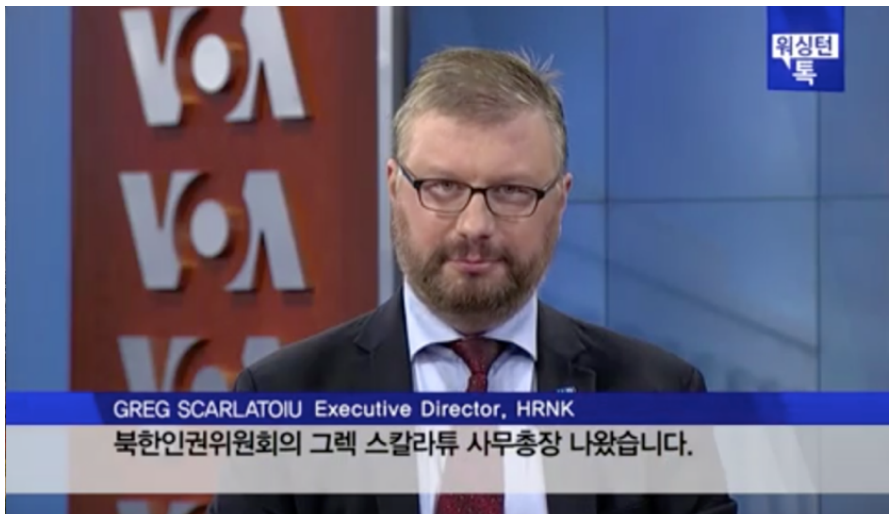 VOA
VOA
VOA
워싱턴
톡
GREG SCARLATOIU Executive Director, HRNK
북한인권위원회의 그렉 스칼라튜 사무총장 나왔습니다.